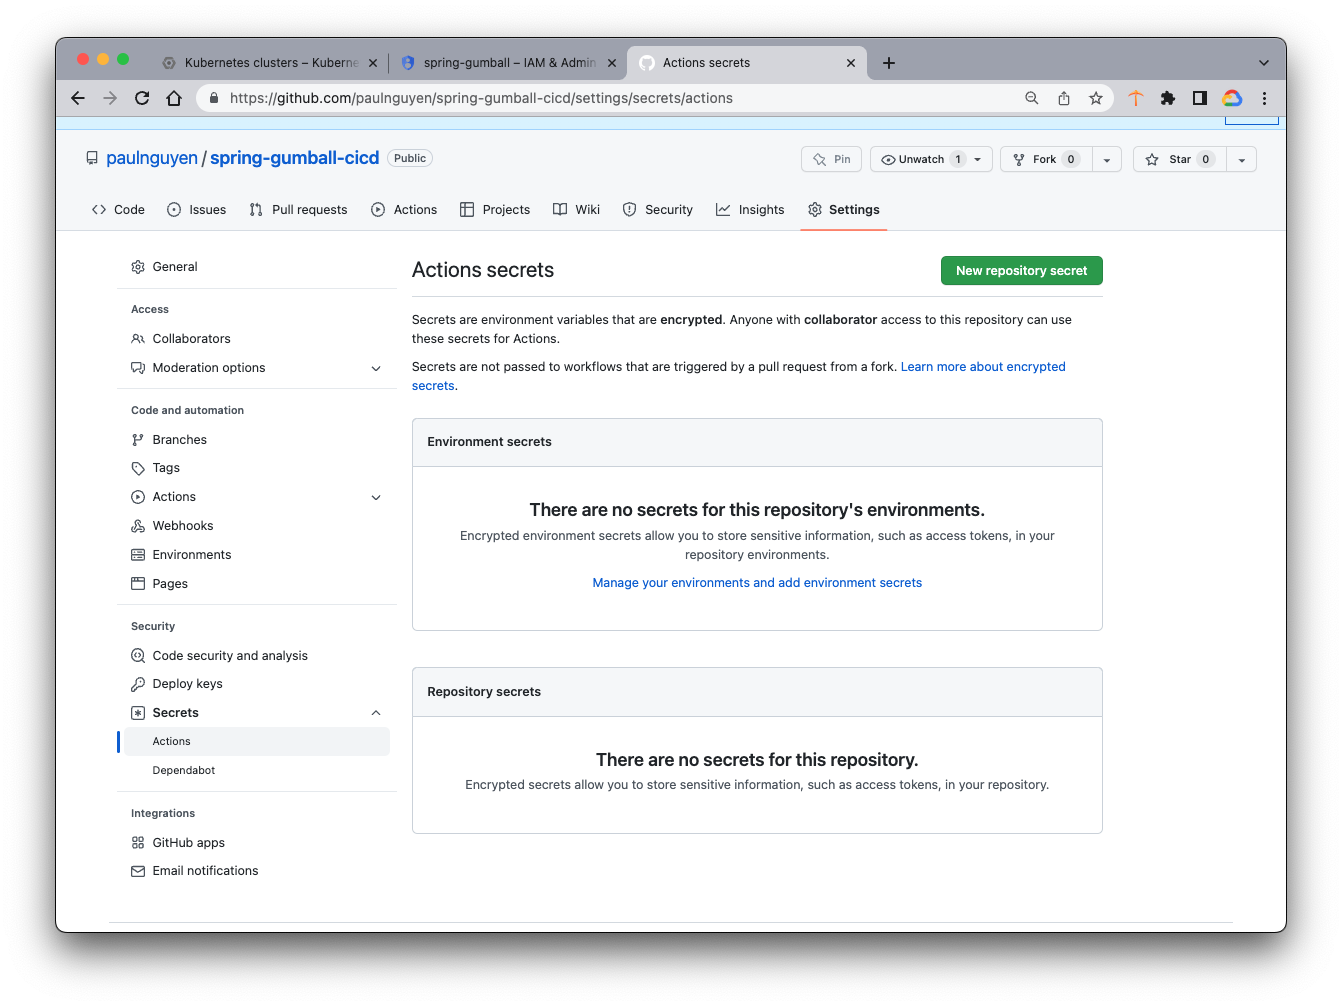 Kubernetes clusters – Kuberne
spring-gumball – IAM & Admin
Actions secrets
https://github.com/paulnguyen/spring-gumball-cicd/settings/secrets/actions
paulnguyen / spring-gumball-cicd Public
Pin
Unwatch 1
Fork 0
Star 0
Code
Issues
Pull requests
Actions
Projects
Wiki
Security
Insights
Settings
General
Access
Collaborators
Moderation options
Code and automation
Branches
Tags
Actions
Webhooks
Environments
Pages
Security
Code security and analysis
Deploy keys
Secrets
Actions
Dependabot
Integrations
GitHub apps
Email notifications
Actions secrets
New repository secret
Secrets are environment variables that are encrypted. Anyone with collaborator access to this repository can use
these secrets for Actions.
Secrets are not passed to workflows that are triggered by a pull request from a fork. Learn more about encrypted
secrets.
Environment secrets
There are no secrets for this repository's environments.
Encrypted environment secrets allow you to store sensitive information, such as access tokens, in your
repository environments.
Manage your environments and add environment secrets
Repository secrets
There are no secrets for this repository.
Encrypted secrets allow you to store sensitive information, such as access tokens, in your repository.